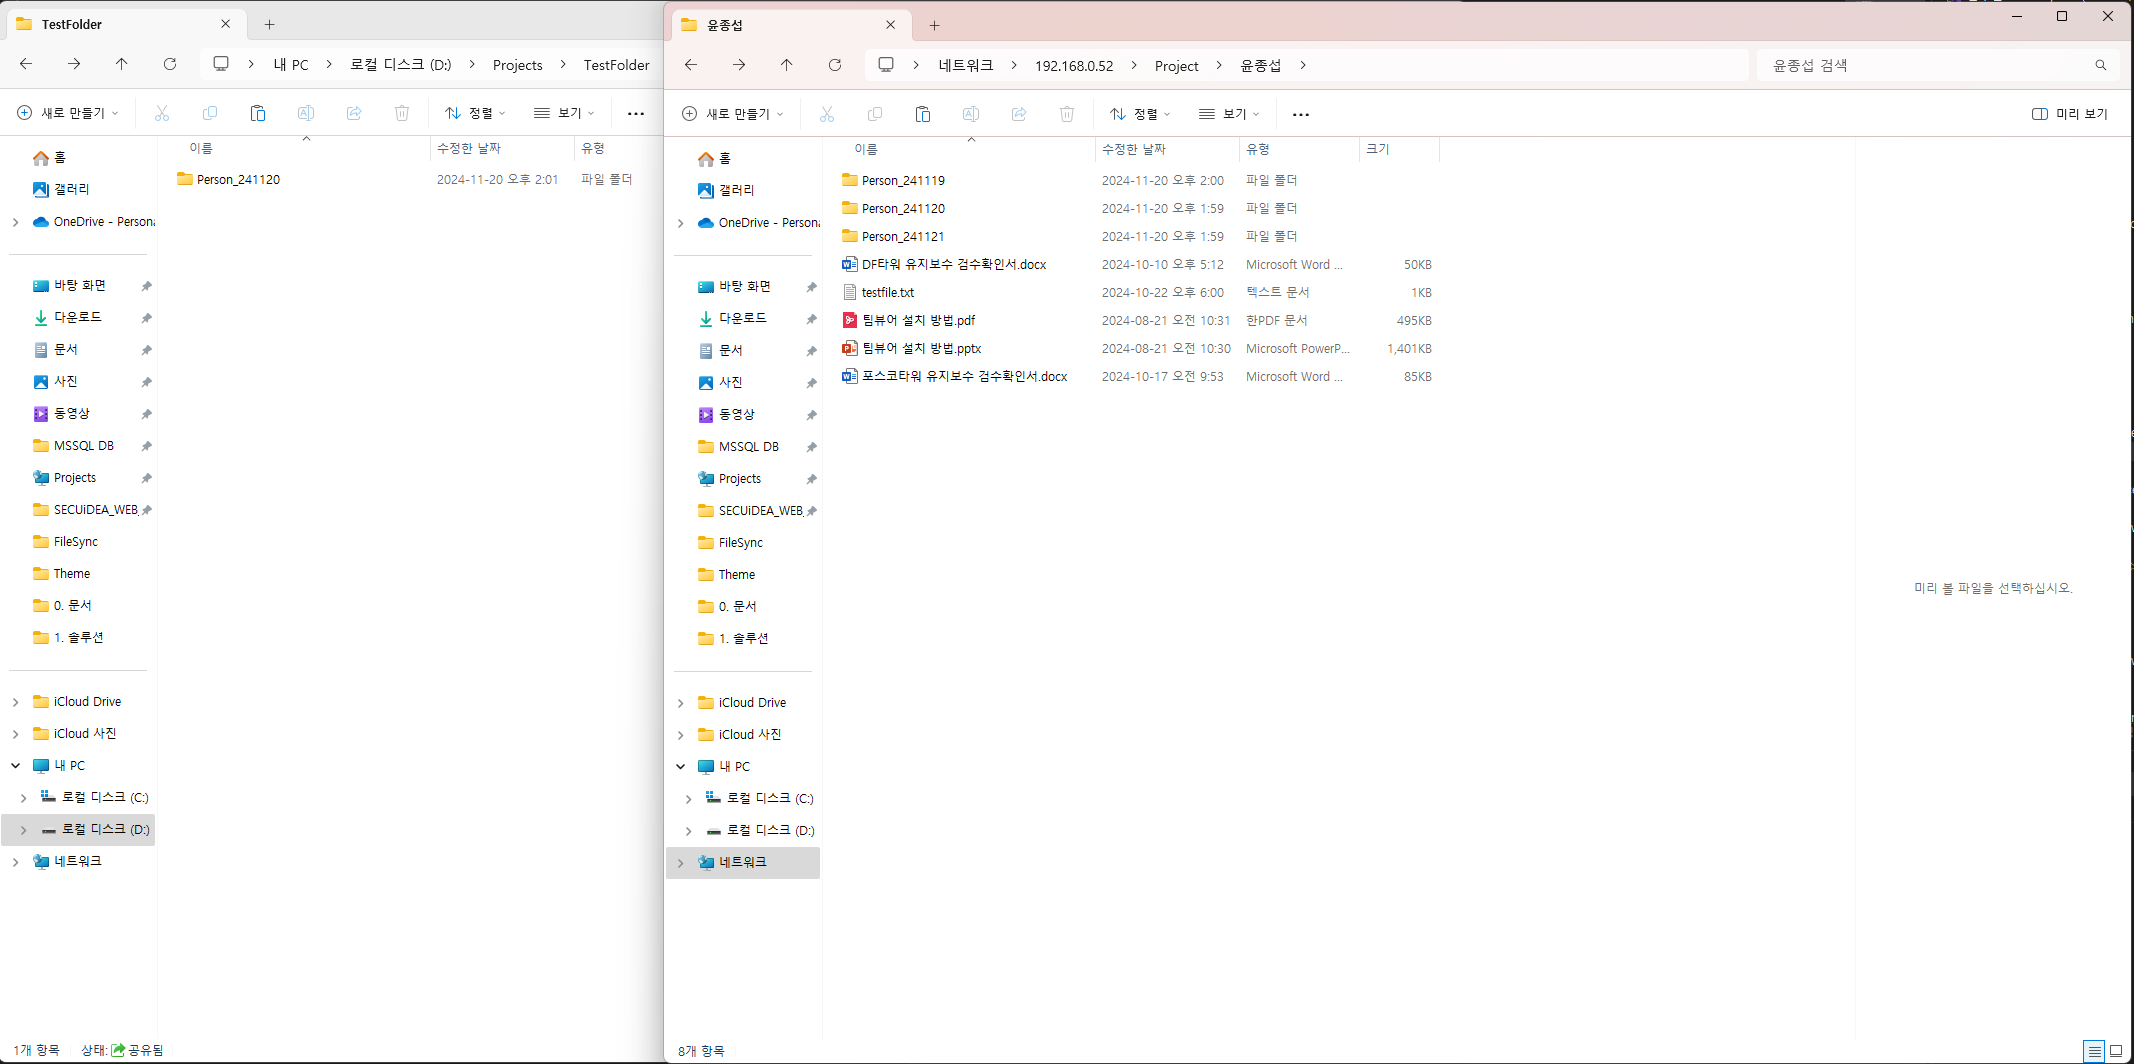 TestFolder
내 PC > 로컬 디스크 (D:) > Projects > TestFolder
새로 만들기 정렬 보기 ...
홈
갤러리
OneDrive - Persona
바탕 화면
다운로드
문서
사진
동영상
MSSQL DB
Projects
SECUiDEA_WEB_
FileSync
Theme
0. 문서
1. 솔루션
iCloud Drive
iCloud 사진
내 PC
로컬 디스크 (C:)
로컬 디스크 (D:)
네트워크
이름 수정한 날짜 유형
Person_241120 2024-11-20 오후 2:01 파일 폴더
1개 항목 상태: 공유됨
윤종섭
네트워크 > 192.168.0.52 > Project > 윤종섭 >
윤종섭 검색
새로 만들기 정렬 보기 ...
미리 보기
홈
갤러리
OneDrive - Persona
바탕 화면
다운로드
문서
사진
동영상
MSSQL DB
Projects
SECUiDEA_WEB_
FileSync
Theme
0. 문서
1. 솔루션
iCloud Drive
iCloud 사진
내 PC
로컬 디스크 (C:)
로컬 디스크 (D:)
네트워크
이름 수정한 날짜 유형 크기
Person_241119 2024-11-20 오후 2:00 파일 폴더
Person_241120 2024-11-20 오후 1:59 파일 폴더
Person_241121 2024-11-20 오후 1:59 파일 폴더
DF타워 유지보수 검수확인서.docx 2024-10-10 오후 5:12 Microsoft Word ... 50KB
testfile.txt 2024-10-22 오후 6:00 텍스트 문서 1KB
팀뷰어 설치 방법.pdf 2024-08-21 오전 10:31 한PDF 문서 495KB
팀뷰어 설치 방법.pptx 2024-08-21 오전 10:30 Microsoft PowerP... 1,401KB
포스코타워 유지보수 검수확인서.docx 2024-10-17 오전 9:53 Microsoft Word ... 85KB
미리 볼 파일을 선택하십시오.
8개 항목